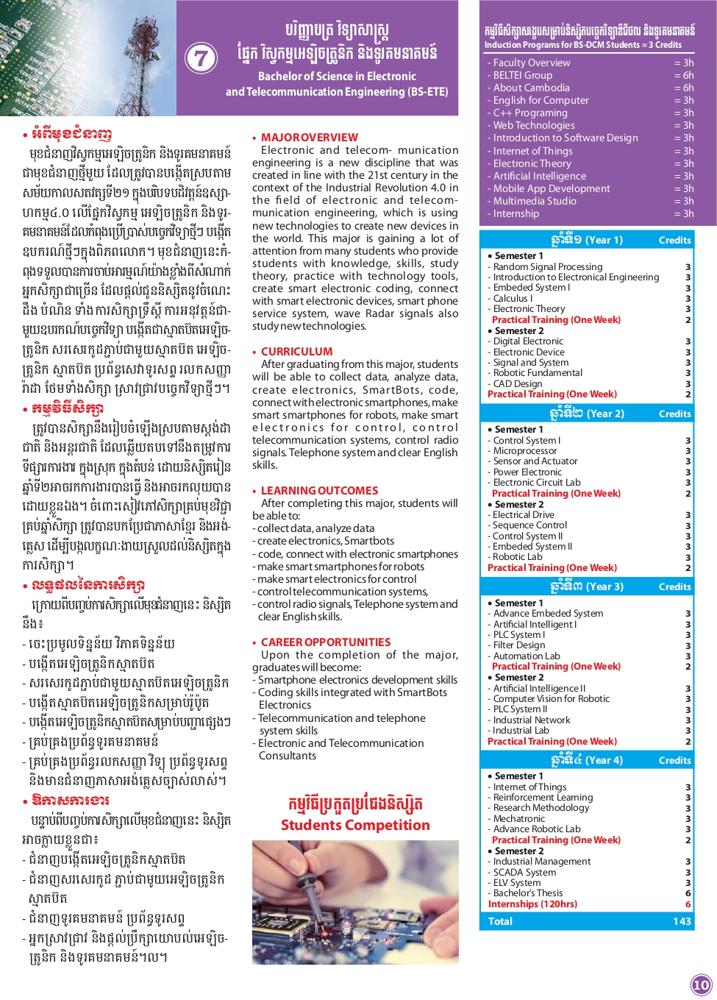 7
បរិញ្ញាបត្រ វិទ្យាសាស្ត្រ
ផ្នែក វិស្វកម្មអេឡិចត្រូនិក និងទូរគមនាគមន៍
Bachelor of Science in Electronic
and Telecommunication Engineering (BS-ETE)
• អំពីមុខជំនាញ
មុខជំនាញវិស្វកម្មអេឡិចត្រូនិក និងទូរគមនាគមន៍
ជាមុខជំនាញថ្មីមួយ ដែលត្រូវបានបង្កើតស្របតាម
សម័យកាលសតវត្សទី២១ ក្នុងបរិបទបដិវត្តន៍ឧស្សា-
ហកម្ម៤.០ លើផ្នែកវិស្វកម្ម អេឡិចត្រូនិក និងទូរ-
គមនាគមន៍ដែលកំពុងប្រើប្រាស់បច្ចេកវិទ្យាថ្មីៗ បង្កើត
ឧបករណ៍ថ្មីៗក្នុងពិភពលោក។ មុខជំនាញនេះកំ-
ពុងទទួលបានការចាប់អារម្មណ៍យ៉ាងខ្លាំងពីសំណាក់
អ្នកសិក្សាជាច្រើន ដែលផ្តល់ជូននិស្សិតនូវចំណេះ
ដឹង បំណិន ទាំងការសិក្សាទ្រឹស្តី ការអនុវត្តន៍ជា-
មួយឧបករណ៍បច្ចេកវិទ្យា បង្កើតជាស្មាតប៊តអេឡិច-
ត្រូនិក សរសេរកូដភ្ជាប់ជាមួយស្មាតប៊ត អេឡិច-
ត្រូនិក ស្មាតប៊ត ប្រព័ន្ធសេវាទូរសព្ទ រលកសញ្ញា
រ៉ាដា ថែមទាំងសិក្សា ស្រាវជ្រាវបច្ចេកវិទ្យាថ្មីៗ។
• កម្មវិធីសិក្សា
ត្រូវបានសិក្សានឹងរៀបចំឡើងស្របតាមស្តង់ដា
ជាតិ និងអន្តរជាតិ ដែលឆ្លើយតបទៅនឹងតម្រូវការ
ទីផ្សារការងារ ក្នុងស្រុក ក្នុងតំបន់ ដោយនិស្សិតរៀន
ឆ្នាំទី២អាចរកការងារបានធ្វើ និងអាចរកលុយបាន
ដោយខ្លួនឯង។ ចំពោះសៀវភៅសិក្សាគ្រប់មុខវិជ្ជា
គ្រប់ឆ្នាំសិក្សា ត្រូវបានបកប្រែជាភាសាខ្មែរ និងអង់-
គ្លេស ដើម្បីបង្កលក្ខណៈងាយស្រួលដល់និស្សិតក្នុង
ការសិក្សា។
• លទ្ធផលនៃការសិក្សា
ក្រោយពីបញ្ចប់ការសិក្សាលើមុខជំនាញនេះ និស្សិត
នឹង៖
- ចេះប្រមូលទិន្នន័យ វិភាគទិន្នន័យ
- បង្កើតអេឡិចត្រូនិកស្មាតប៊ត
- សរសេរកូដភ្ជាប់ជាមួយស្មាតប៊តអេឡិចត្រូនិក
- បង្កើតស្មាតប៊តអេឡិចត្រូនិកសម្រាប់រ៉ូបូត
- បង្កើតអេឡិចត្រូនិកស្មាតប៊តសម្រាប់បញ្ជាផ្សេងៗ
- គ្រប់គ្រងប្រព័ន្ធទូរគមនាគមន៍
- គ្រប់គ្រងប្រព័ន្ធរលកសញ្ញា វិទ្យុ ប្រព័ន្ធទូរសព្ទ
និងមានជំនាញភាសាអង់គ្លេសច្បាស់លាស់។
• ឱកាសការងារ
បន្ទាប់ពីបញ្ចប់ការសិក្សាលើមុខជំនាញនេះ និស្សិត
អាចក្លាយខ្លួនជា៖
- ជំនាញបង្កើតអេឡិចត្រូនិកស្មាតប៊ត
- ជំនាញសរសេរកូដ ភ្ជាប់ជាមួយអេឡិចត្រូនិក
ស្មាតប៊ត
- ជំនាញទូរគមនាគមន៍ ប្រព័ន្ធទូរសព្ទ
- អ្នកស្រាវជ្រាវ និងផ្តល់ប្រឹក្សាយោបល់អេឡិច-
ត្រូនិក និងទូរគមនាគមន៍។ល។
• MAJOR OVERVIEW
Electronic and telecom- munication
engineering is a new discipline that was
created in line with the 21st century in the
context of the Industrial Revolution 4.0 in
the field of electronic and telecom-
munication engineering, which is using
new technologies to create new devices in
the world. This major is gaining a lot of
attention from many students who provide
students with knowledge, skills, study
theory, practice with technology tools,
create smart electronic coding, connect
with smart electronic devices, smart phone
service system, wave Radar signals also
study new technologies.
• CURRICULUM
After graduating from this major, students
will be able to collect data, analyze data,
create electronics, SmartBots, code,
connect with electronic smartphones, make
smart smartphones for robots, make smart
electronics for control, control
telecommunication systems, control radio
signals. Telephone system and clear English
skills.
• LEARNING OUTCOMES
After completing this major, students will
be able to:
- collect data, analyze data
- create electronics, Smartbots
- code, connect with electronic smartphones
- make smart smartphones for robots
- make smart electronics for control
- control telecommunication systems,
- control radio signals, Telephone system and
clear English skills.
• CAREER OPPORTUNITIES
Upon the completion of the major,
graduates will become:
- Smartphone electronics development skills
- Coding skills integrated with SmartBots
Electronics
- Telecommunication and telephone
system skills
- Electronic and Telecommunication
Consultants
កម្មវិធីប្រកួតប្រជែងនិស្សិត
Students Competition
កម្មវិធីសិក្សាសង្ខេបសម្រាប់និស្សិតបច្ចេកវិទ្យាឌីជីថល និងទូរគមនាគមន៍
Induction Programs for BS-DCM Students = 3 Credits
- Faculty Overview = 3h
- BELTEI Group = 6h
- About Cambodia = 6h
- English for Computer = 3h
- C++ Programing = 3h
- Web Technologies = 3h
- Introduction to Software Design = 3h
- Internet of Things = 3h
- Electronic Theory = 3h
- Artificial Intelligence = 3h
- Mobile App Development = 3h
- Multimedia Studio = 3h
- Internship = 3h
ឆ្នាំទី១ (Year 1) Credits
• Semester 1
- Random Signal Processing 3
- Introduction to Electronical Engineering 3
- Embeded System I 3
- Calculus I 3
- Electronic Theory 3
Practical Training (One Week) 2
• Semester 2
- Digital Electronic 3
- Electronic Device 3
- Signal and System 3
- Robotic Fundamental 3
- CAD Design 3
Practical Training (One Week) 2
ឆ្នាំទី២ (Year 2) Credits
• Semester 1
- Control System I 3
- Microprocessor 3
- Sensor and Actuator 3
- Power Electronic 3
- Electronic Circuit Lab 3
Practical Training (One Week) 2
• Semester 2
- Electrical Drive 3
- Sequence Control 3
- Control System II 3
- Embeded System II 3
- Robotic Lab 3
Practical Training (One Week) 2
ឆ្នាំទី៣ (Year 3) Credits
• Semester 1
- Advance Embeded System 3
- Artificial Intelligent I 3
- PLC System I 3
- Filter Design 3
- Automation Lab 3
Practical Training (One Week) 2
• Semester 2
- Artificial Intelligence II 3
- Computer Vision for Robotic 3
- PLC System II 3
- Industrial Network 3
- Industrial Lab 3
Practical Training (One Week) 2
ឆ្នាំទី៤ (Year 4) Credits
• Semester 1
- Internet of Things 3
- Reinforcement Learning 3
- Research Methodology 3
- Mechatronic 3
- Advance Robotic Lab 3
Practical Training (One Week) 2
• Semester 2
- Industrial Management 3
- SCADA System 3
- ELV System 3
- Bachelor's Thesis 6
Internships (120hrs) 6
Total 143
10